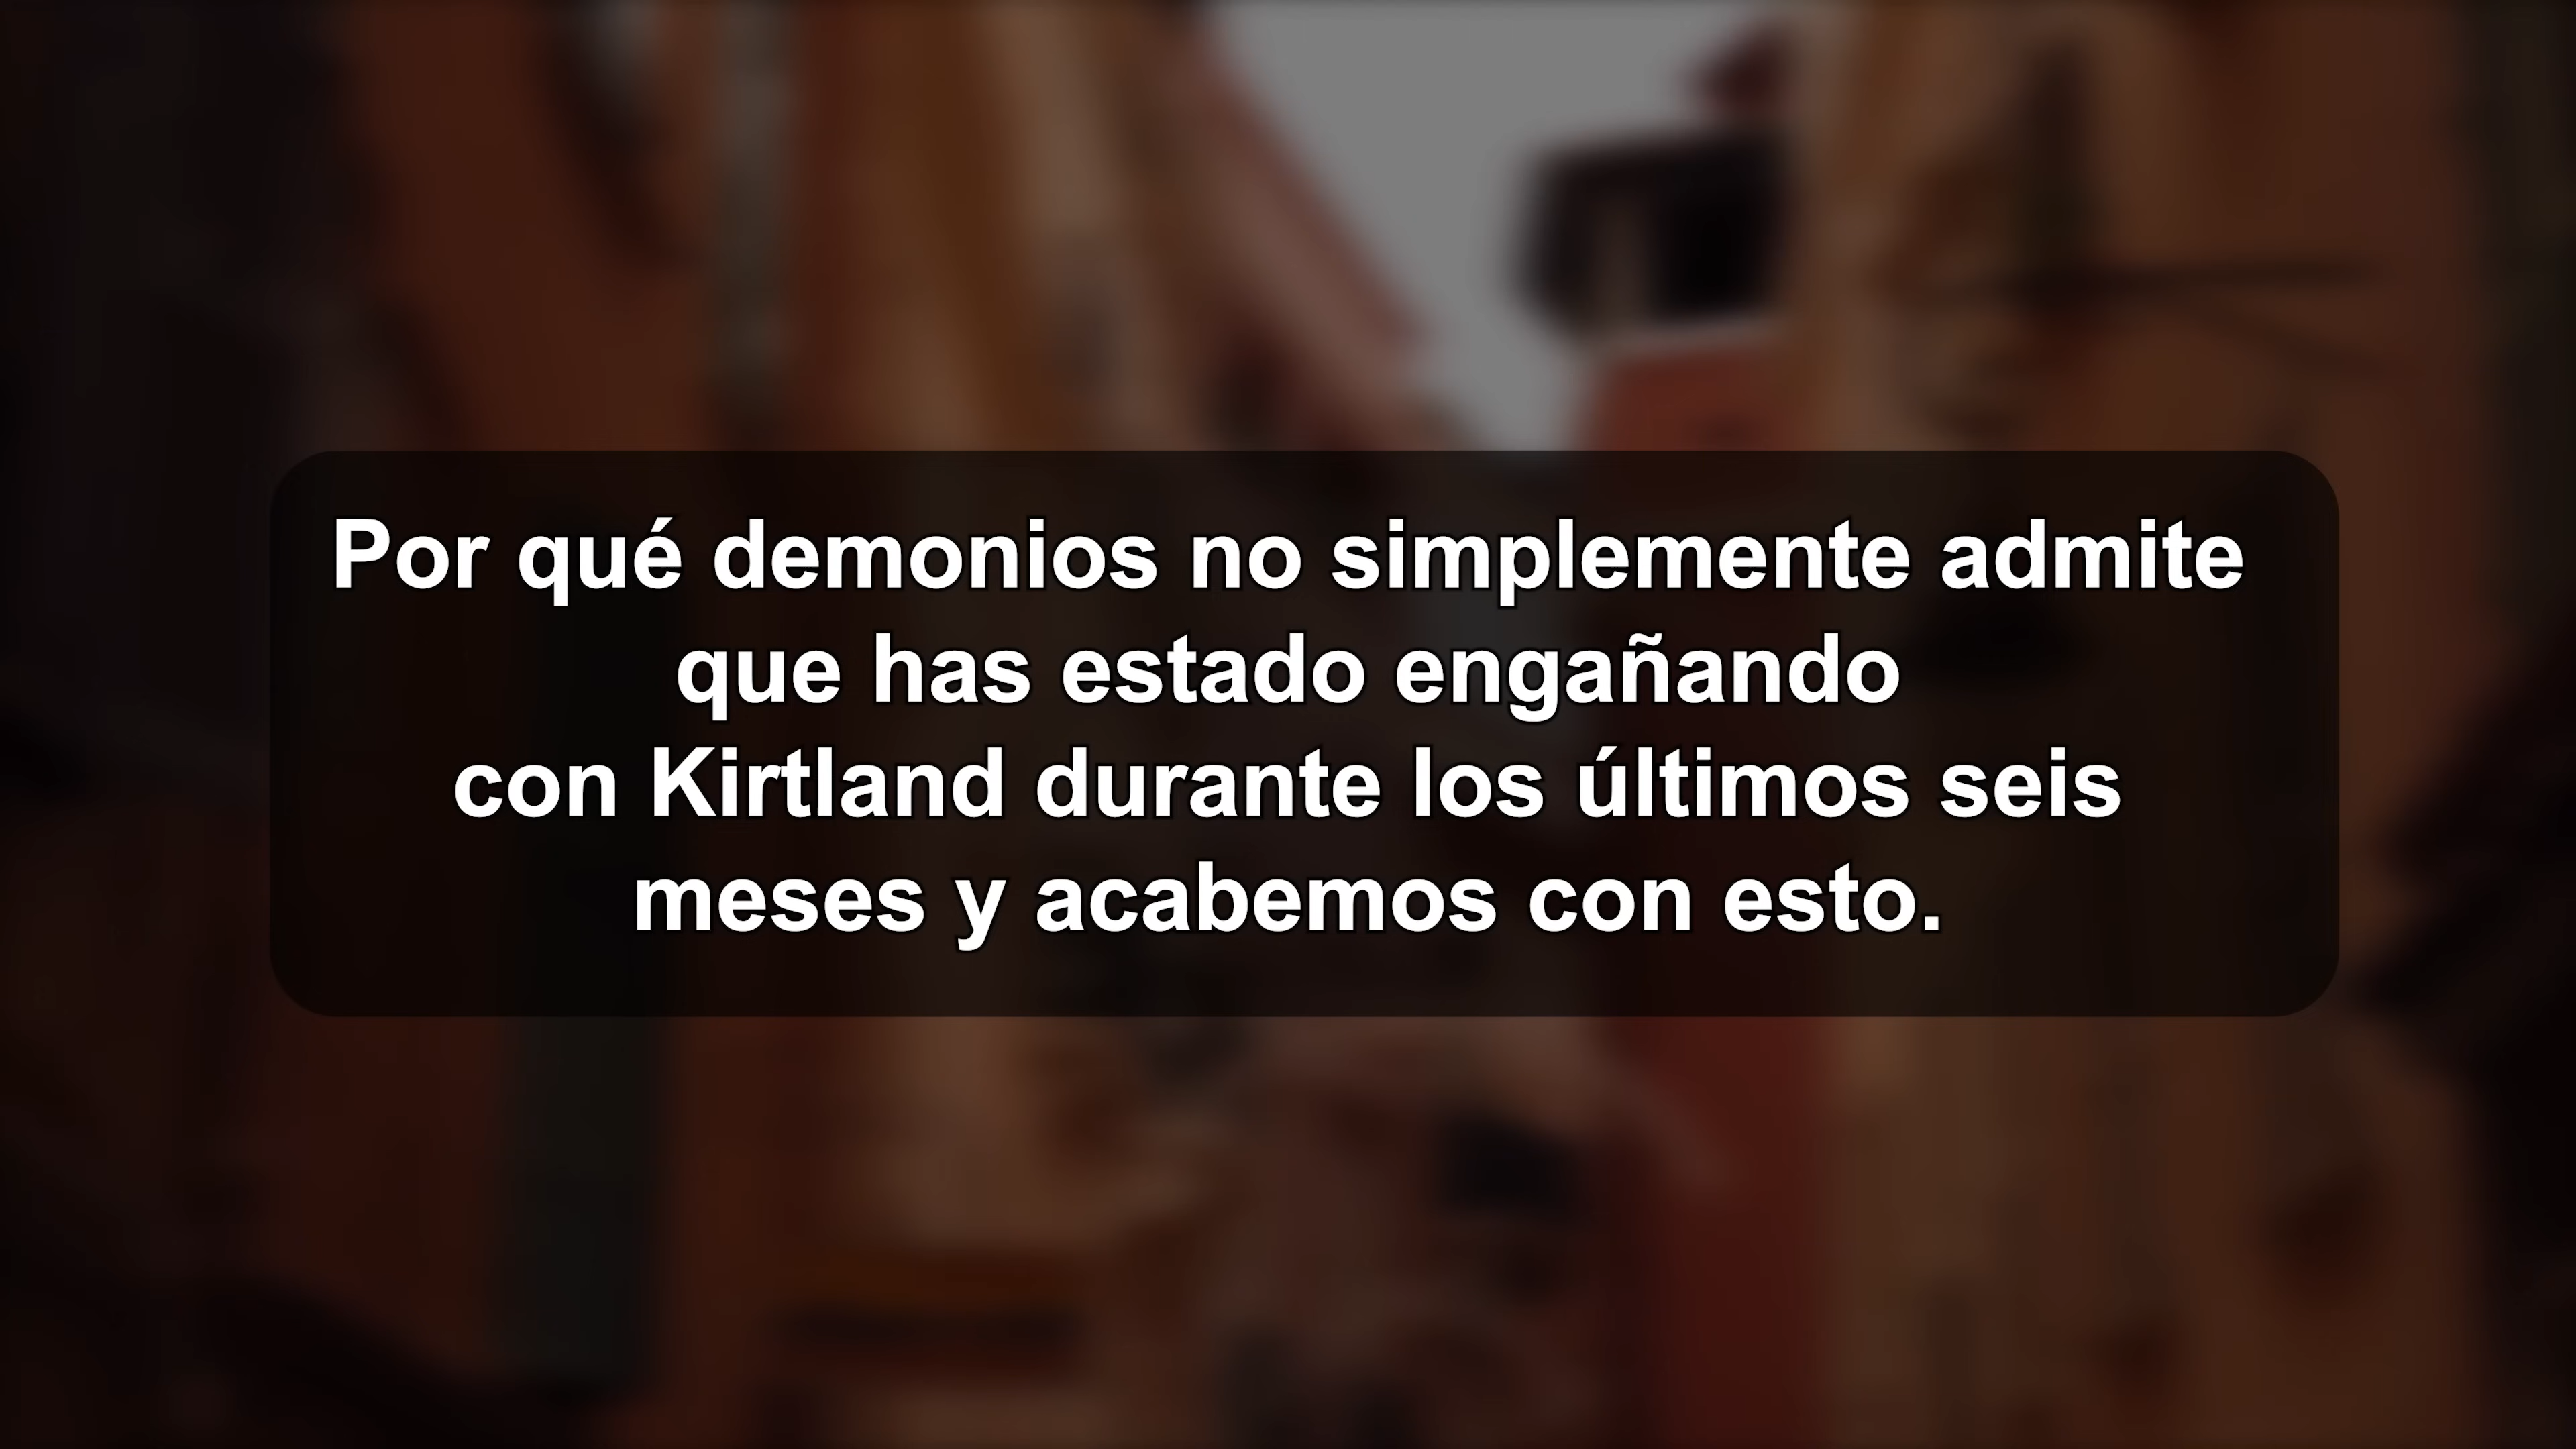 Por qué demonios no simplemente admite
que has estado engañando
con Kirtland durante los últimos seis
meses y acabemos con esto.